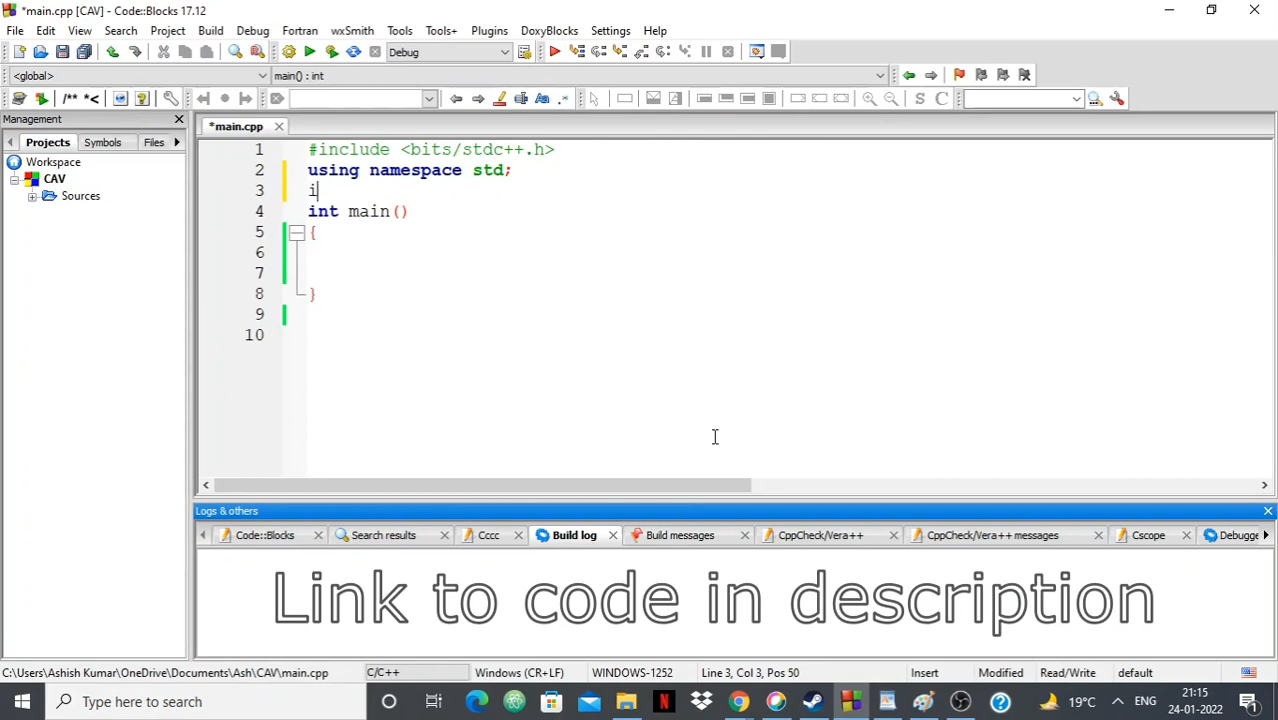 *main.cpp [CAV] - Code::Blocks 17.12
File Edit View Search Project Build Debug Fortran wxSmith Tools Tools+ Plugins DoxyBlocks Settings Help
Debug
<global> main() : int
/** *<
S C
Management
*main.cpp
Projects Symbols Files
Workspace
CAV
Sources
1 #include <bits/stdc++.h>
2 using namespace std;
3 i
4 int main()
5 {
6
7
8 }
9
10
Logs & others
Code::Blocks Search results Cccc Build log Build messages CppCheck/Vera++ CppCheck/Vera++ messages Cscope Debugge
Link to code in description
C:\Users\Ashish Kumar\OneDrive\Documents\Ash\CAV\main.cpp C/C++ Windows (CR+LF) WINDOWS-1252 Line 3, Col 3, Pos 50 Insert Modified Read/Write default
Type here to search
19°C ENG
21:15
24-01-2022
1